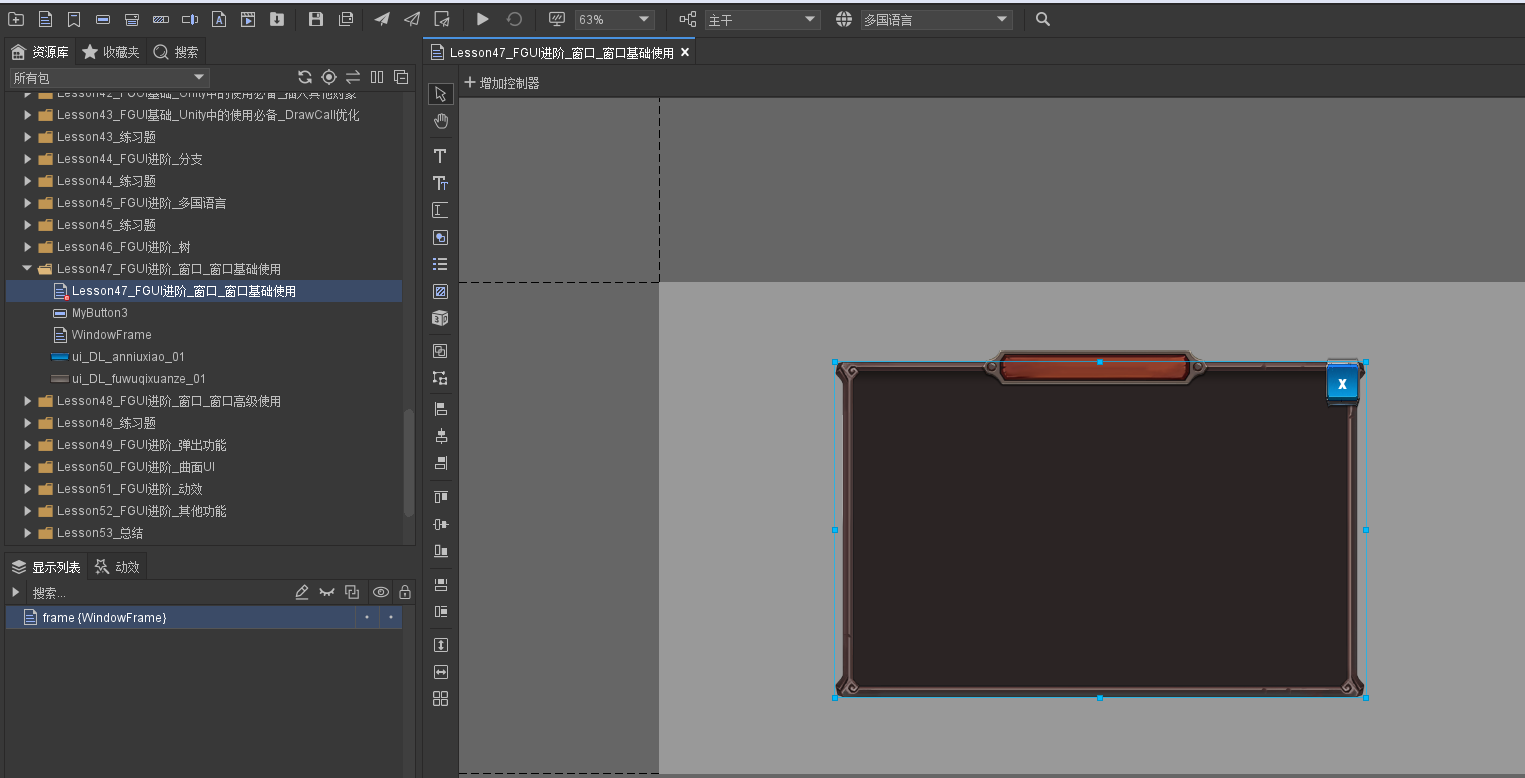 63%
主干
多国语言
资源库
收藏夹
搜索
所有包
Lesson42_FGUI基础_Unity中的使用必备_插入其他对象
Lesson43_FGUI基础_Unity中的使用必备_DrawCall优化
Lesson43_练习题
Lesson44_FGUI进阶_分支
Lesson44_练习题
Lesson45_FGUI进阶_多国语言
Lesson45_练习题
Lesson46_FGUI进阶_树
Lesson47_FGUI进阶_窗口_窗口基础使用
Lesson47_FGUI进阶_窗口_窗口基础使用
MyButton3
WindowFrame
ui_DL_anniuxiao_01
ui_DL_fuwuqixuanze_01
Lesson48_FGUI进阶_窗口_窗口高级使用
Lesson48_练习题
Lesson49_FGUI进阶_弹出功能
Lesson50_FGUI进阶_曲面UI
Lesson51_FGUI进阶_动效
Lesson52_FGUI进阶_其他功能
Lesson53_总结
显示列表
动效
搜索...
frame {WindowFrame}
Lesson47_FGUI进阶_窗口_窗口基础使用
增加控制器
X